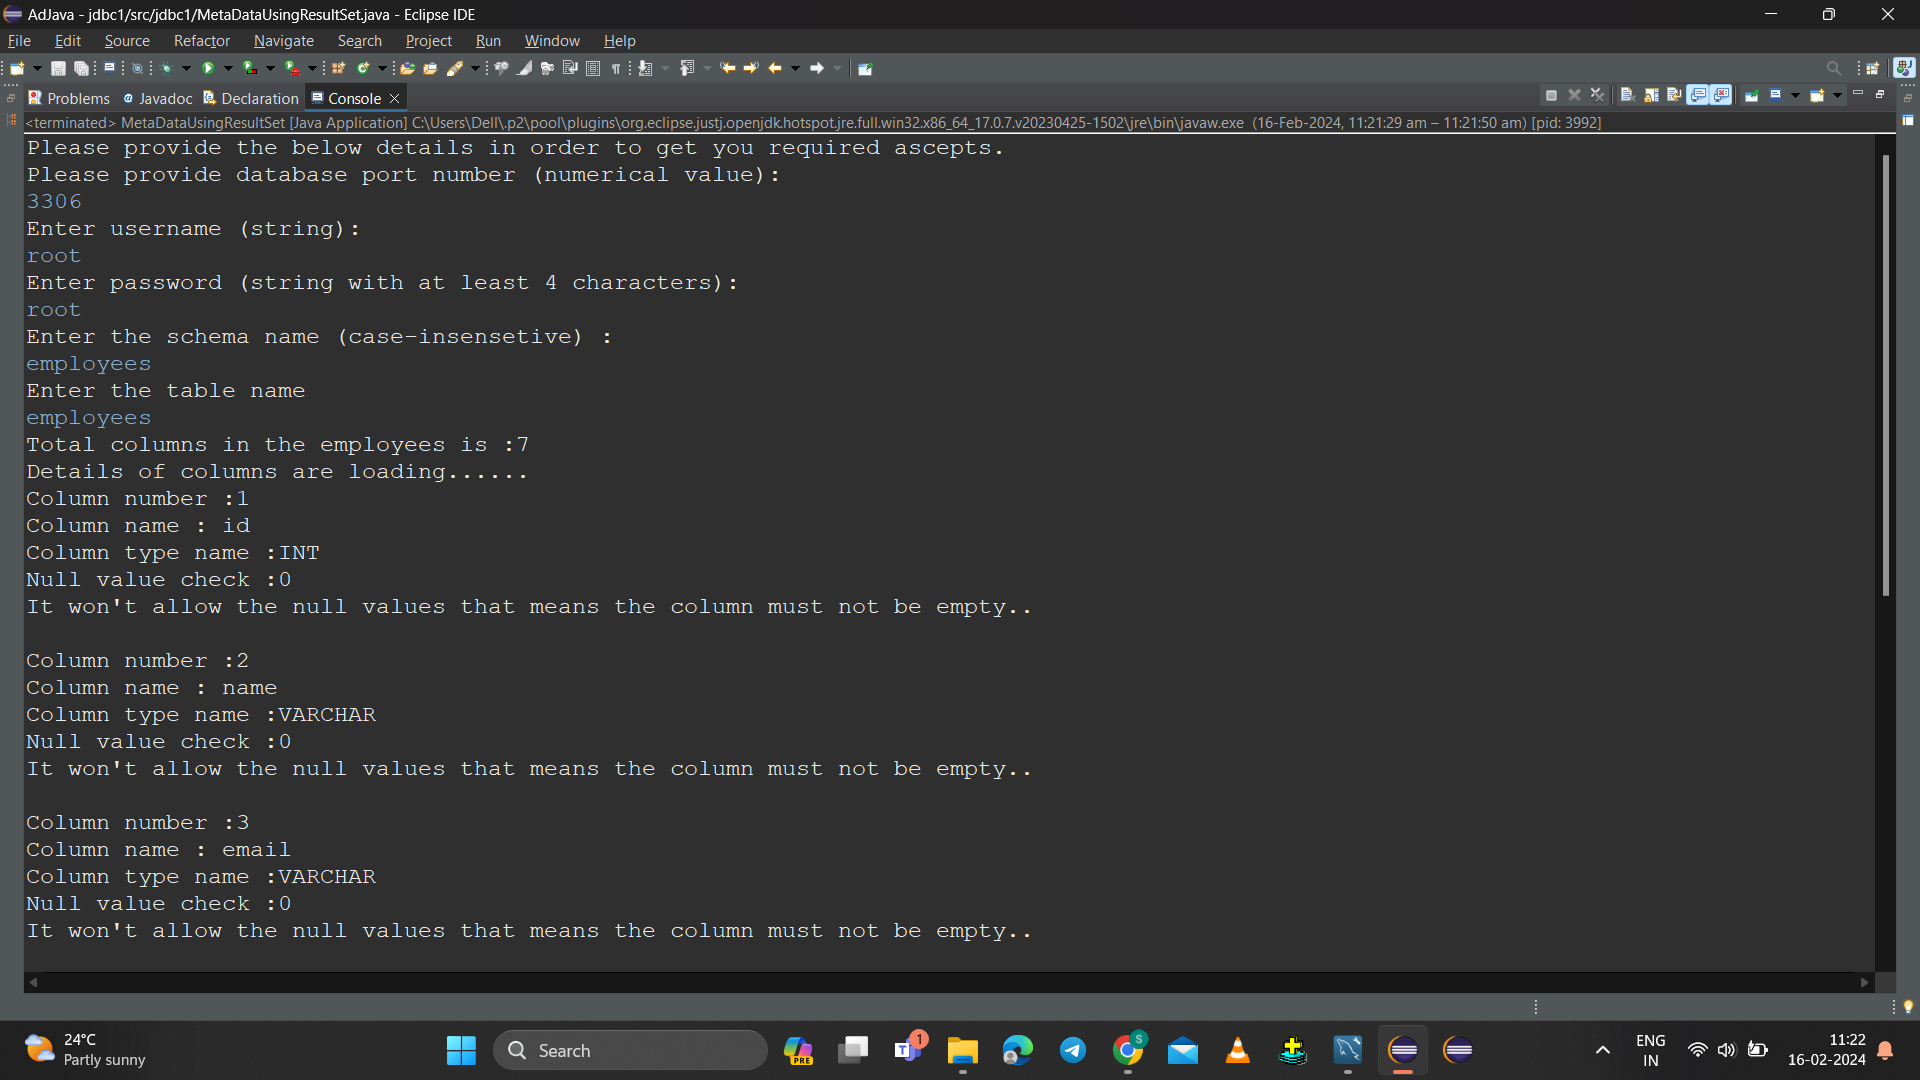 AdJava - jdbc1/src/jdbc1/MetaDataUsingResultSet.java - Eclipse IDE
File Edit Source Refactor Navigate Search Project Run Window Help
Problems @ Javadoc Declaration Console
<terminated> MetaDataUsingResultSet [Java Application] C:\Users\Dell\.p2\pool\plugins\org.eclipse.justj.openjdk.hotspot.jre.full.win32.x86_64_17.0.7.v20230425-1502\jre\bin\javaw.exe (16-Feb-2024, 11:21:29 am – 11:21:50 am) [pid: 3992]
Please provide the below details in order to get you required ascepts.
Please provide database port number (numerical value):
3306
Enter username (string):
root
Enter password (string with at least 4 characters):
root
Enter the schema name (case-insensetive) :
employees
Enter the table name
employees
Total columns in the employees is :7
Details of columns are loading......
Column number :1
Column name : id
Column type name :INT
Null value check :0
It won't allow the null values that means the column must not be empty..
Column number :2
Column name : name
Column type name :VARCHAR
Null value check :0
It won't allow the null values that means the column must not be empty..
Column number :3
Column name : email
Column type name :VARCHAR
Null value check :0
It won't allow the null values that means the column must not be empty..
24°C
Partly sunny
Search
PRE
1
S
ENG
IN
11:22
16-02-2024